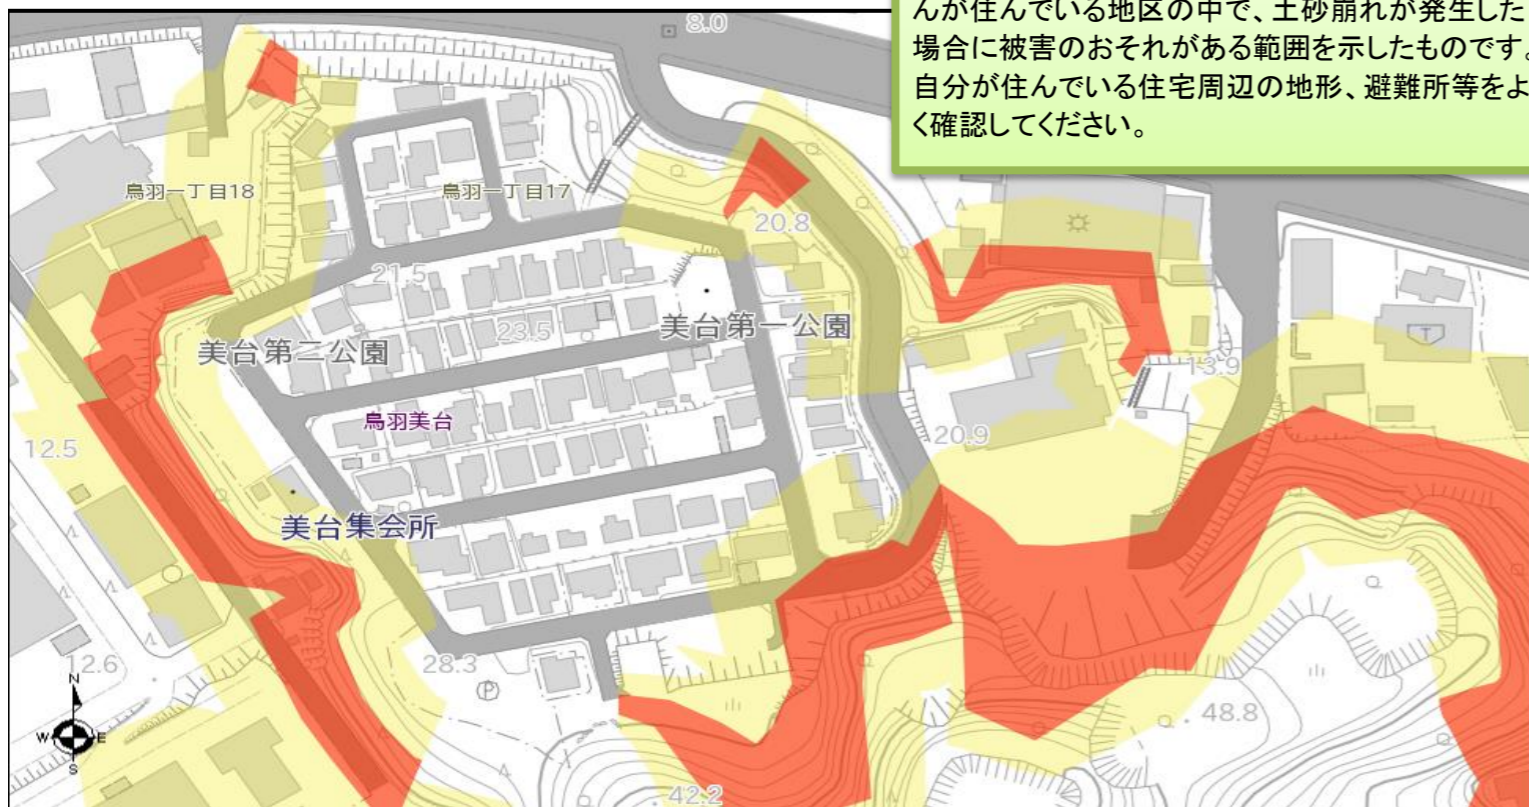 んが住んでいる地区の中で、土砂崩れが発生した
場合に被害のおそれがある範囲を示したものです。
自分が住んでいる住宅周辺の地形、避難所等をよ
く確認してください。
8.0
鳥羽一丁目18
鳥羽一丁目17
20.8
21.5
23.5
美台第一公園
美台第二公園
13.9
鳥羽美台
12.5
20.9
美台集会所
28.3
12.6
N
W
E
S
48.8
42.2
P